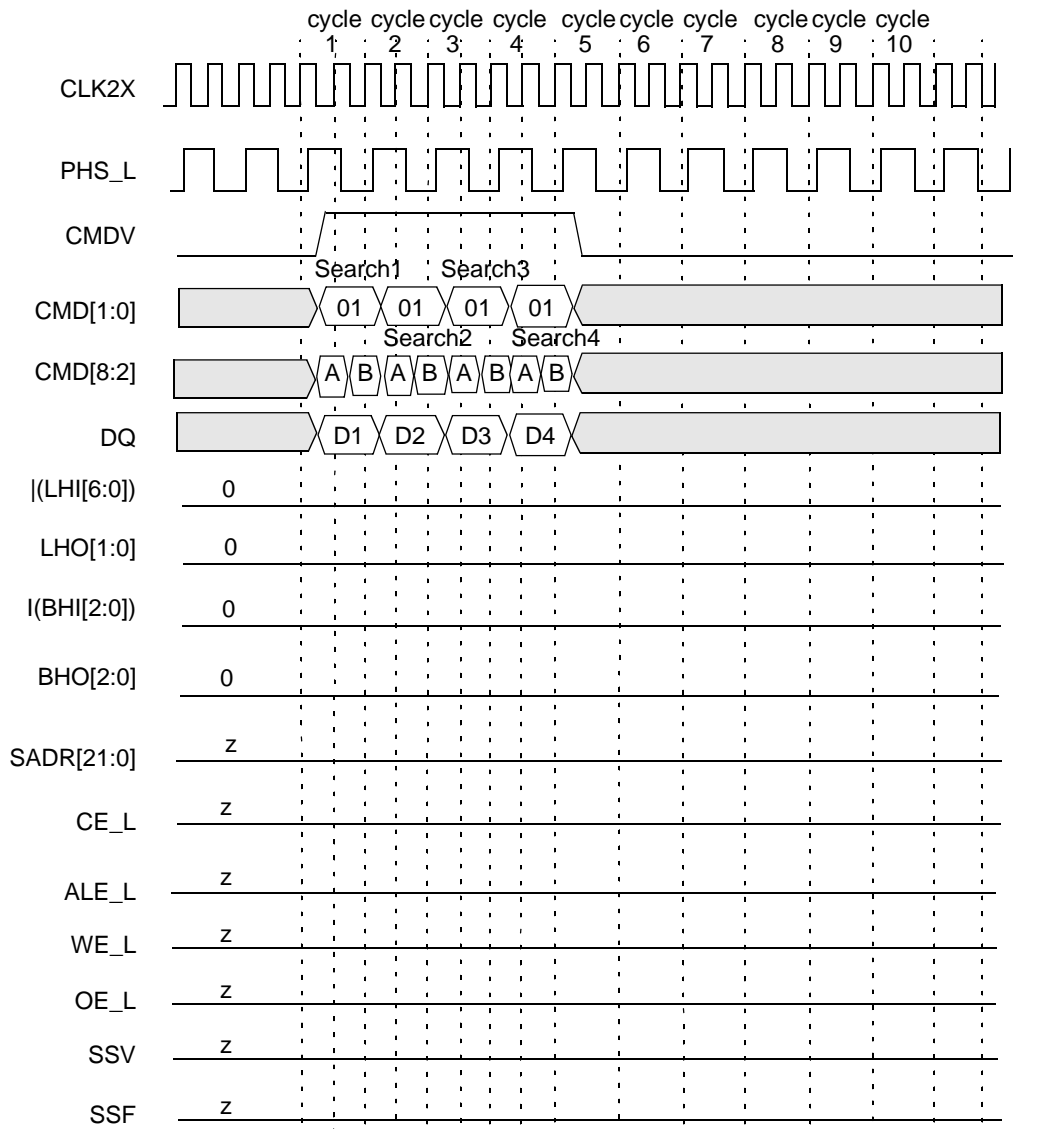 cycle cycle cycle cycle cycle cycle cycle cycle cycle cycle
1 2 3 4 5 6 7 8 9 10
CLK2X
PHS_L
CMDV
Search1 Search3
CMD[1:0] 01 01 01 01
Search2 Search4
CMD[8:2] A B A B A B A B
DQ D1 D2 D3 D4
|(LHI[6:0]) 0
LHO[1:0] 0
I(BHI[2:0]) 0
BHO[2:0] 0
SADR[21:0] z
CE_L z
ALE_L z
WE_L z
OE_L z
SSV z
SSF z